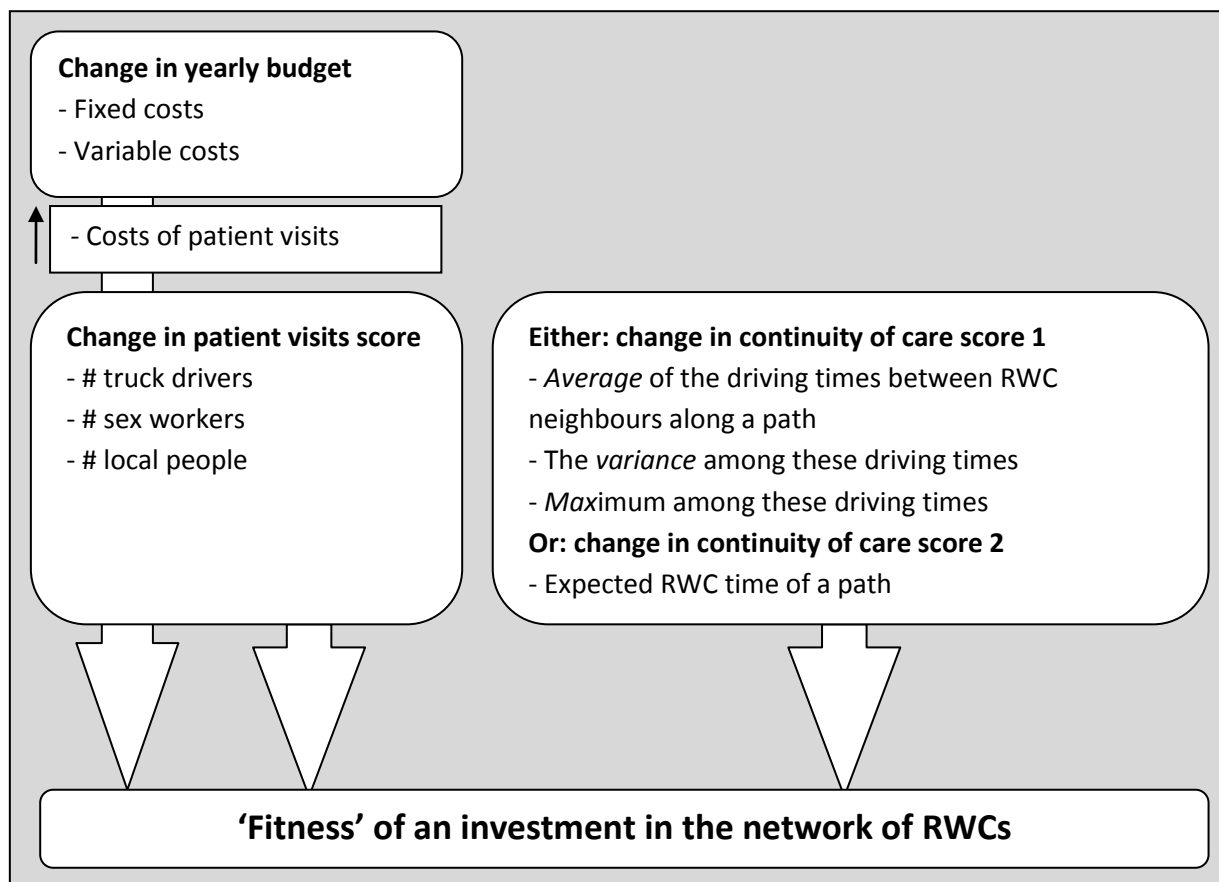 Change in yearly budget
- Fixed costs
- Variable costs
- Costs of patient visits
Change in patient visits score
- # truck drivers
- # sex workers
- # local people
Either: change in continuity of care score 1
- Average of the driving times between RWC
neighbours along a path
- The variance among these driving times
- Maximum among these driving times
Or: change in continuity of care score 2
- Expected RWC time of a path
‘Fitness’ of an investment in the network of RWCs